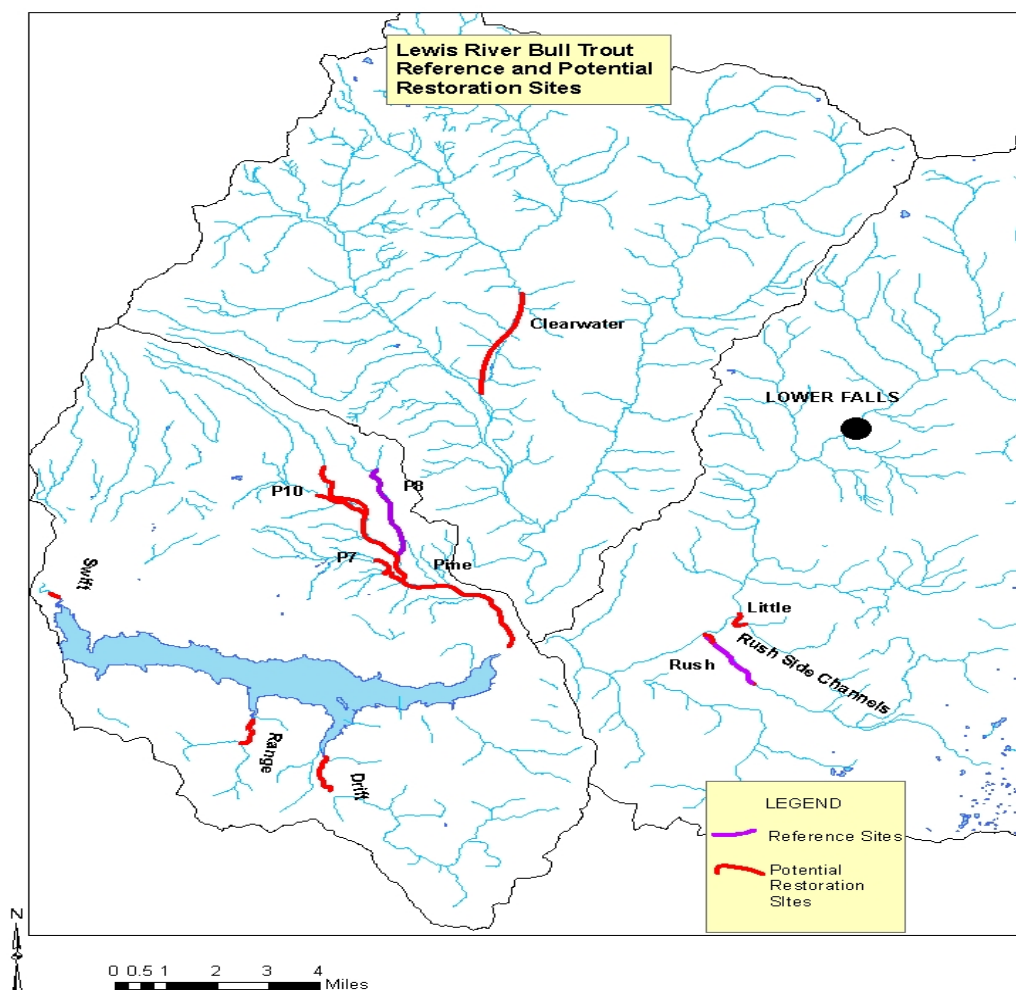 Lewis River Bull Trout
Reference and Potential
Restoration Sites
Clearwater
LOWER FALLS
P8
P10
P7
Pine
Swift
Little
Rush Side Channels
Rush
Range
Drift
LEGEND
Reference Sites
Potential
Restoration
SItes
N
0 0.5 1 2 3 4
Miles